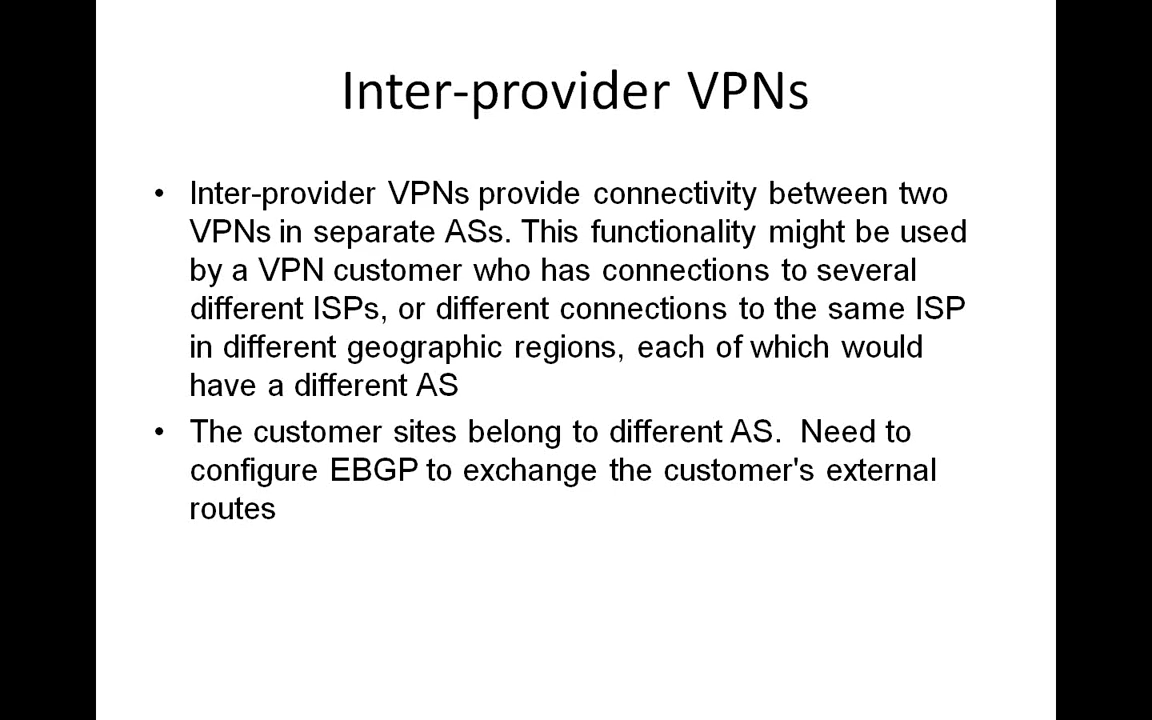 Inter-provider VPNs
• Inter-provider VPNs provide connectivity between two
VPNs in separate ASs. This functionality might be used
by a VPN customer who has connections to several
different ISPs, or different connections to the same ISP
in different geographic regions, each of which would
have a different AS
• The customer sites belong to different AS.  Need to
configure EBGP to exchange the customer's external
routes